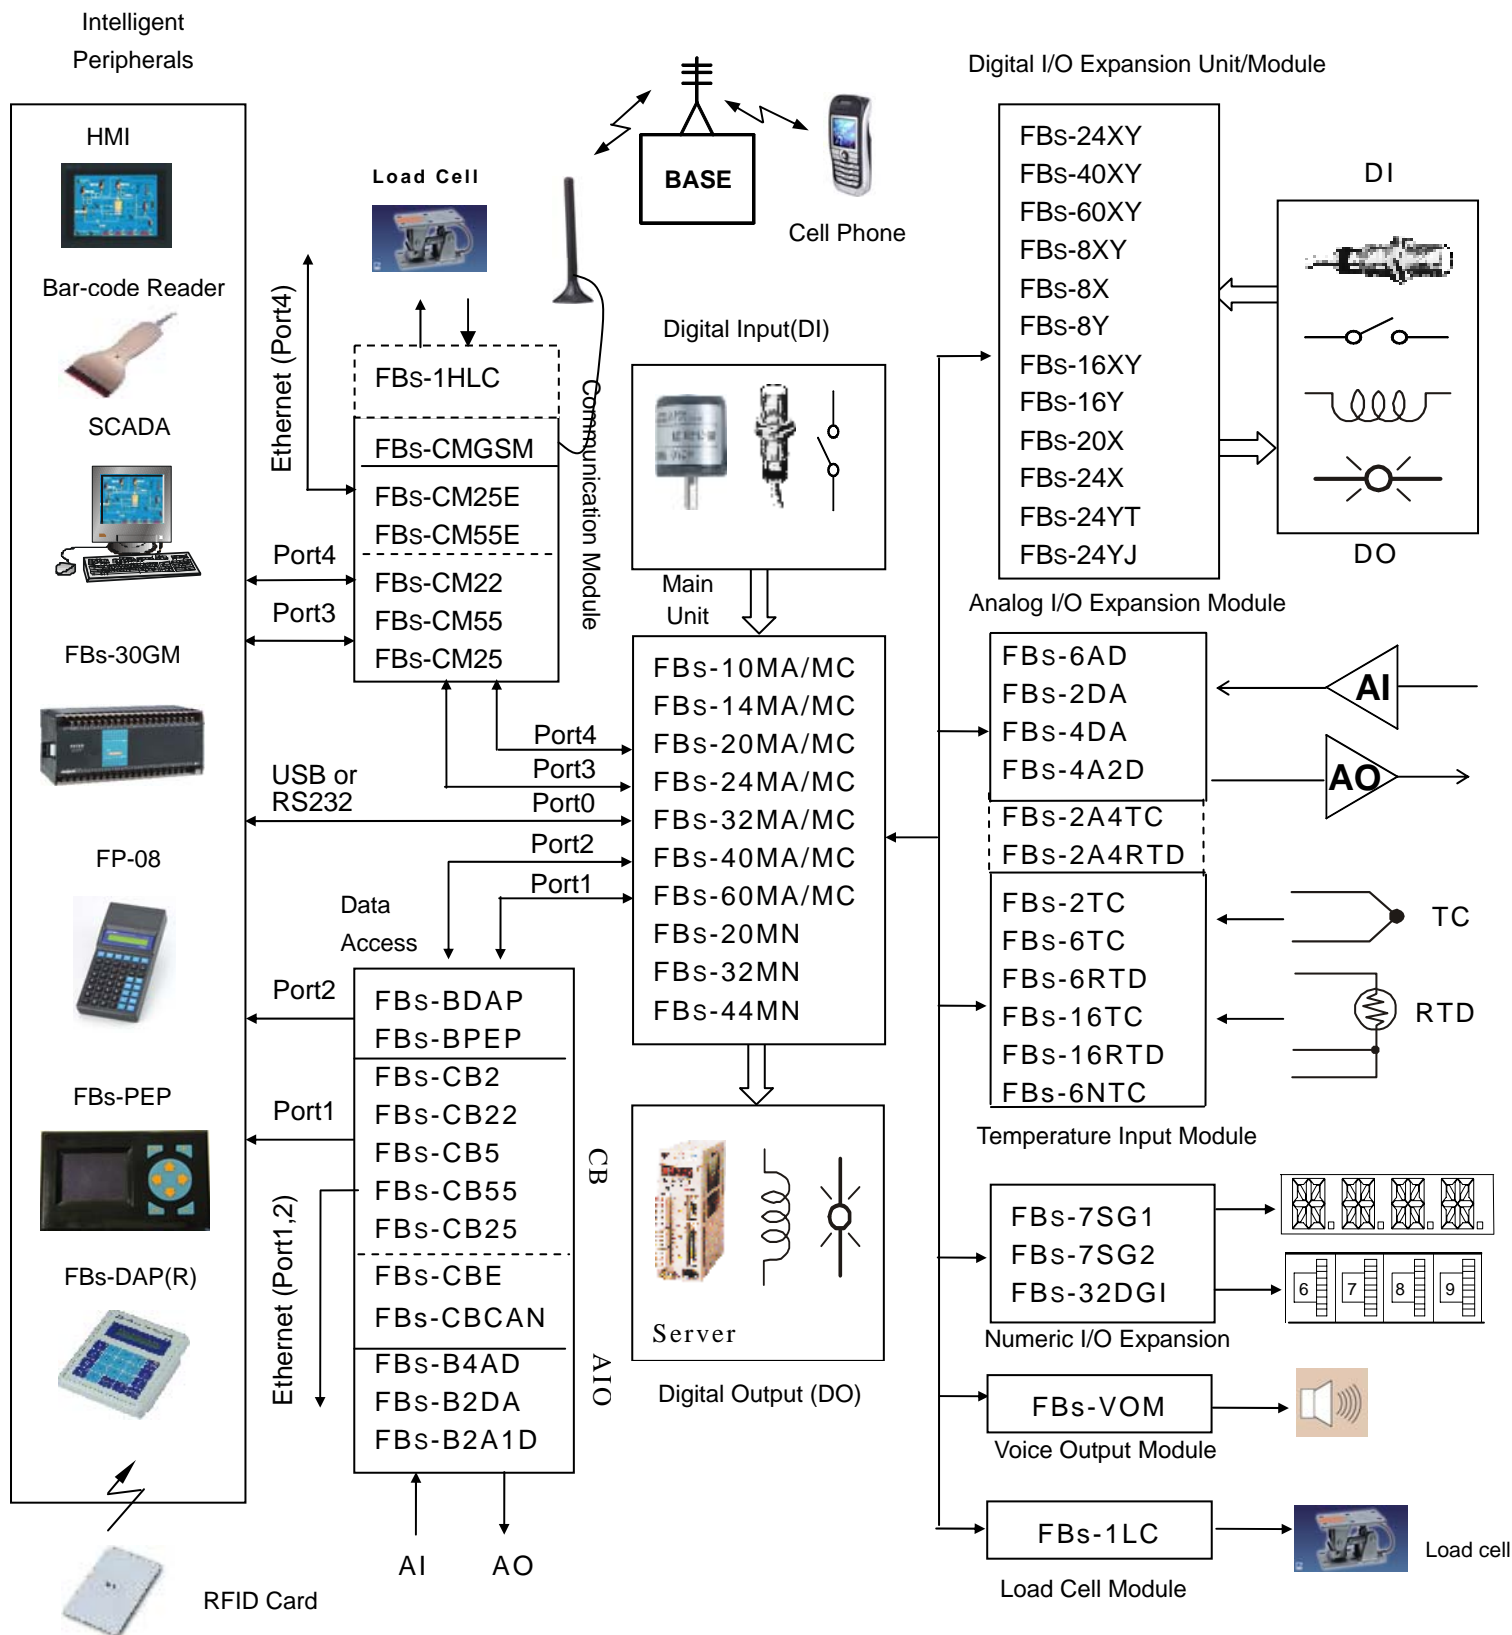 Intelligent
Peripherals
HMI
Bar-code Reader
SCADA
FBs-30GM
FP-08
FBs-PEP
FBs-DAP(R)
RFID Card
Load Cell
Ethernet (Port4)
FBs-1HLC
FBs-CMGSM
FBs-CM25E
FBs-CM55E
FBs-CM22
FBs-CM55
FBs-CM25
Communication Module
Port4
Port3
Port4
Port3
USB or
RS232
Port0
Port2
Port1
Data
Access
Port2
Port1
FBs-BDAP
FBs-BPEP
FBs-CB2
FBs-CB22
FBs-CB5
FBs-CB55
FBs-CB25
FBs-CBE
FBs-CBCAN
FBs-B4AD
FBs-B2DA
FBs-B2A1D
CB
AIO
Ethernet (Port1,2)
AI
AO
BASE
Cell Phone
Digital Input(DI)
Main
Unit
FBs-10MA/MC
FBs-14MA/MC
FBs-20MA/MC
FBs-24MA/MC
FBs-32MA/MC
FBs-40MA/MC
FBs-60MA/MC
FBs-20MN
FBs-32MN
FBs-44MN
Server
Digital Output (DO)
Digital I/O Expansion Unit/Module
FBs-24XY
FBs-40XY
FBs-60XY
FBs-8XY
FBs-8X
FBs-8Y
FBs-16XY
FBs-16Y
FBs-20X
FBs-24X
FBs-24YT
FBs-24YJ
DI
DO
Analog I/O Expansion Module
FBs-6AD
FBs-2DA
FBs-4DA
FBs-4A2D
FBs-2A4TC
FBs-2A4RTD
FBs-2TC
FBs-6TC
FBs-6RTD
FBs-16TC
FBs-16RTD
FBs-6NTC
AI
AO
TC
RTD
Temperature Input Module
FBs-7SG1
FBs-7SG2
FBs-32DGI
6 7 8 9
Numeric I/O Expansion
FBs-VOM
Voice Output Module
FBs-1LC
Load cell
Load Cell Module